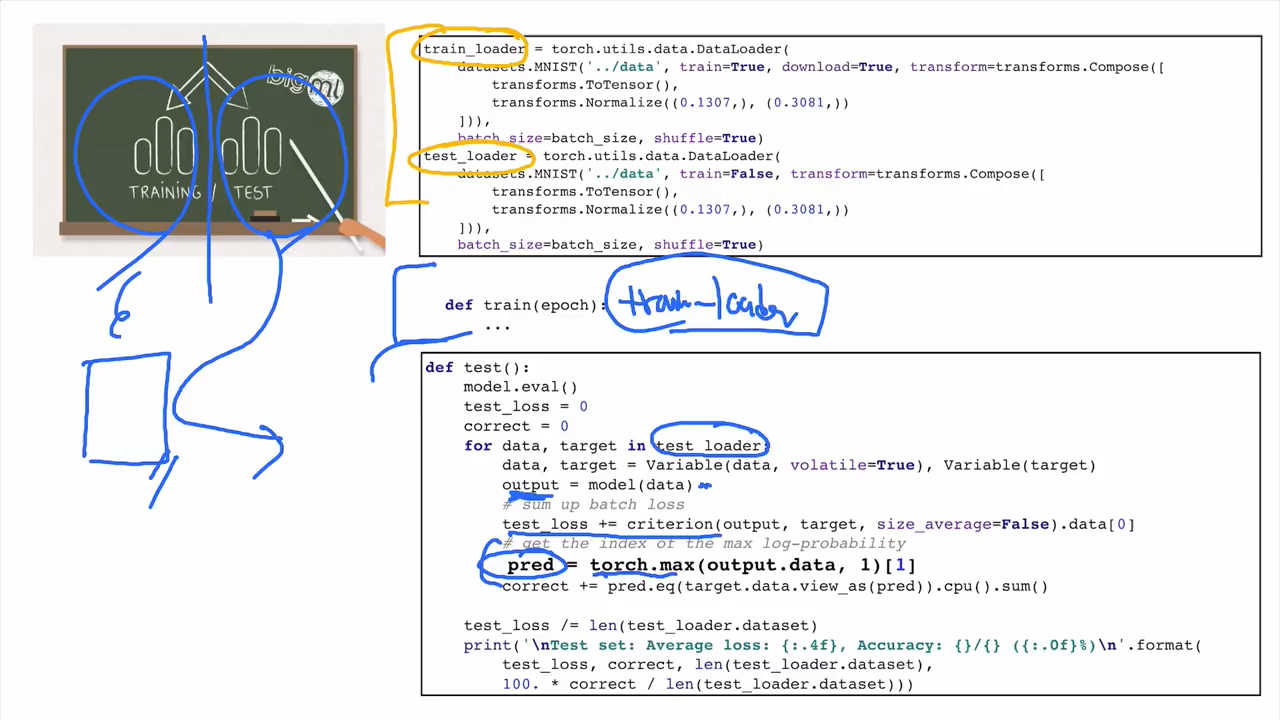 bigml
TRAINING / TEST
train_loader = torch.utils.data.DataLoader(
datasets.MNIST('../data', train=True, download=True, transform=transforms.Compose([
transforms.ToTensor(),
transforms.Normalize((0.1307,), (0.3081,))
])),
batch_size=batch_size, shuffle=True)
test_loader = torch.utils.data.DataLoader(
datasets.MNIST('../data', train=False, transform=transforms.Compose([
transforms.ToTensor(),
transforms.Normalize((0.1307,), (0.3081,))
])),
batch_size=batch_size, shuffle=True)
def train(epoch): train-loader
...
def test():
model.eval()
test_loss = 0
correct = 0
for data, target in test_loader:
data, target = Variable(data, volatile=True), Variable(target)
output = model(data)
# sum up batch loss
test_loss += criterion(output, target, size_average=False).data[0]
# get the index of the max log-probability
pred = torch.max(output.data, 1)[1]
correct += pred.eq(target.data.view_as(pred)).cpu().sum()
test_loss /= len(test_loader.dataset)
print('\nTest set: Average loss: {:.4f}, Accuracy: {}/{} ({:.0f}%)\n'.format(
test_loss, correct, len(test_loader.dataset),
100. * correct / len(test_loader.dataset)))